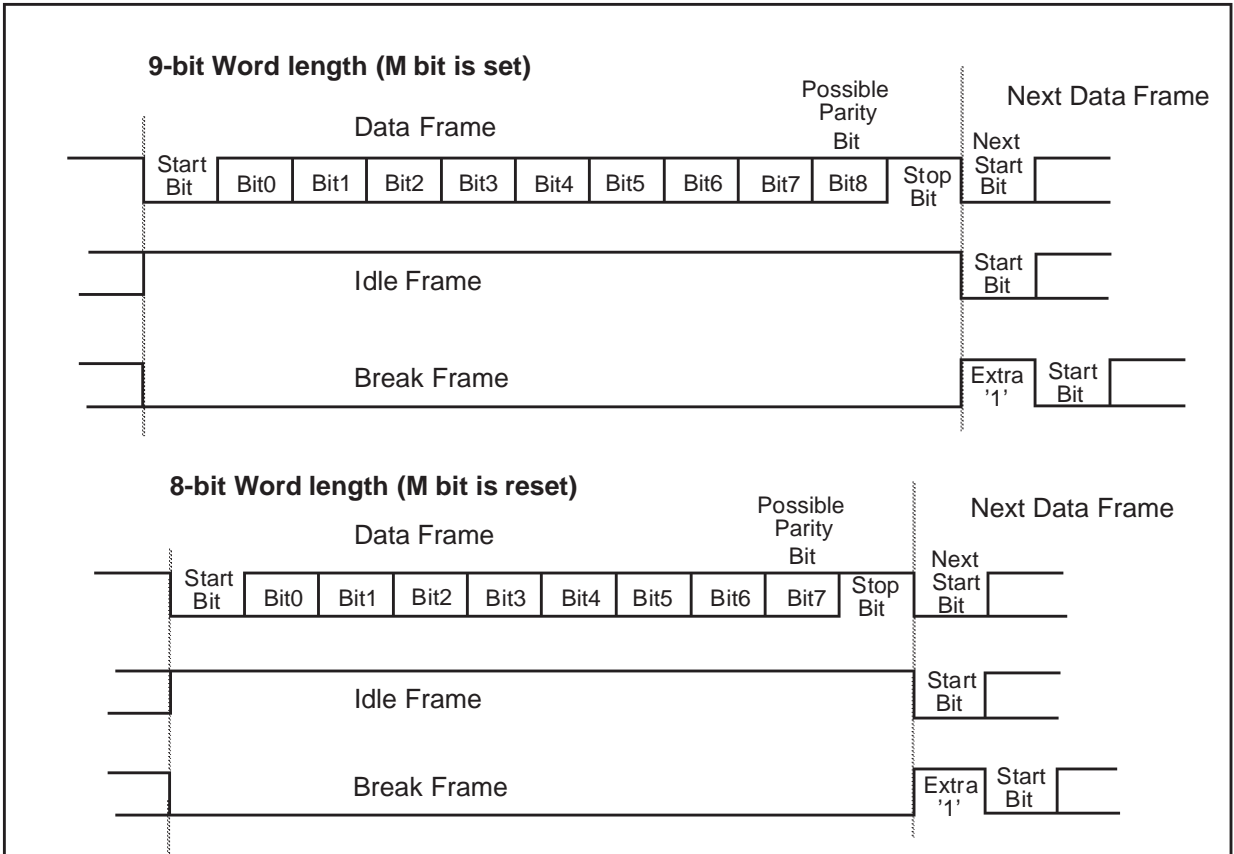 9-bit Word length (M bit is set)
Possible
Parity
Bit
Next Data Frame
Data Frame
Next
Start
Bit
Start
Bit
Bit0
Bit1
Bit2
Bit3
Bit4
Bit5
Bit6
Bit7
Bit8
Stop
Bit
Idle Frame
Start
Bit
Break Frame
Extra
’1’
Start
Bit
8-bit Word length (M bit is reset)
Possible
Parity
Bit
Next Data Frame
Data Frame
Next
Start
Bit
Start
Bit
Bit0
Bit1
Bit2
Bit3
Bit4
Bit5
Bit6
Bit7
Stop
Bit
Idle Frame
Start
Bit
Break Frame
Extra
’1’
Start
Bit